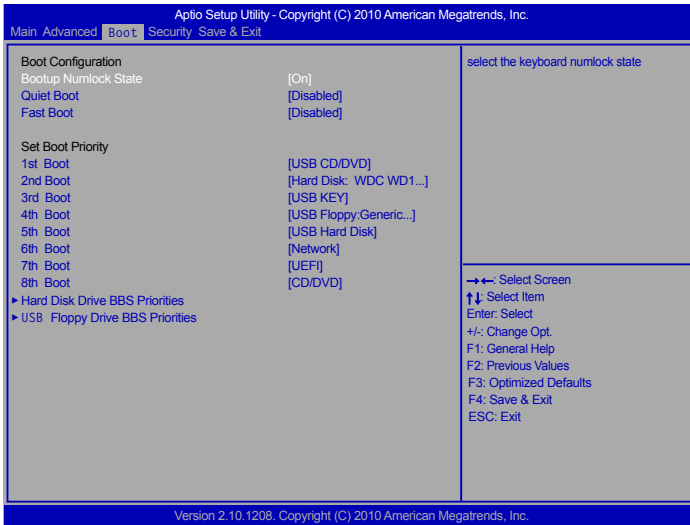 Aptio Setup Utility - Copyright (C) 2010 American Megatrends, Inc.
Main Advanced Boot Security Save & Exit
Boot Configuration
Bootup Numlock State [On]
Quiet Boot [Disabled]
Fast Boot [Disabled]
Set Boot Priority
1st Boot [USB CD/DVD]
2nd Boot [Hard Disk: WDC WD1...]
3rd Boot [USB KEY]
4th Boot [USB Floppy:Generic...]
5th Boot [USB Hard Disk]
6th Boot [Network]
7th Boot [UEFI]
8th Boot [CD/DVD]
► Hard Disk Drive BBS Priorities
► USB Floppy Drive BBS Priorities
select the keyboard numlock state
→←: Select Screen
↑↓: Select Item
Enter: Select
+/-: Change Opt.
F1: General Help
F2: Previous Values
F3: Optimized Defaults
F4: Save & Exit
ESC: Exit
Version 2.10.1208. Copyright (C) 2010 American Megatrends, Inc.